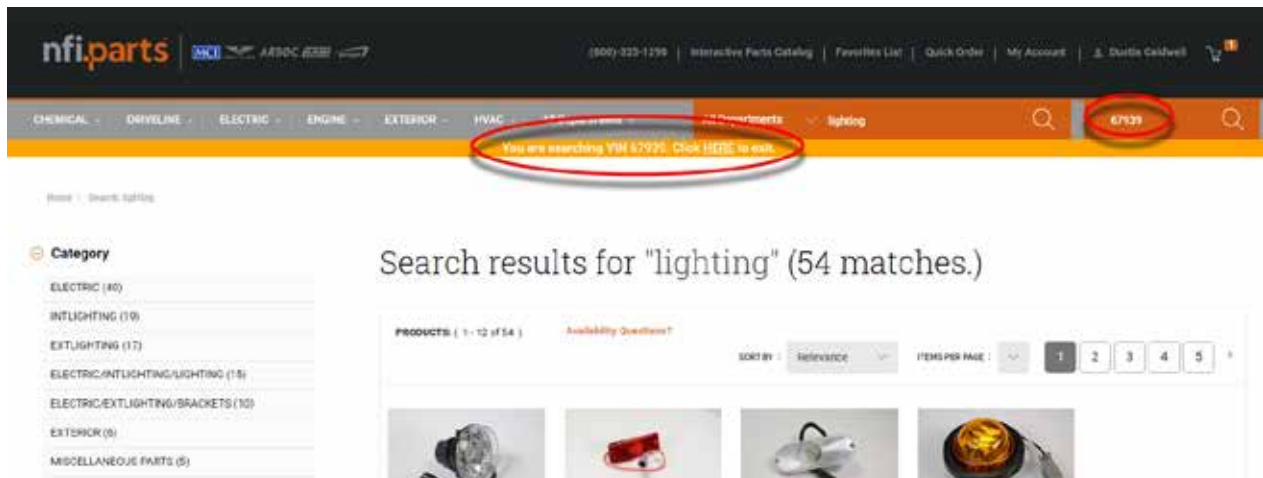 nfi.parts MCI ARBOC (800)-323-1290 | Interactive Parts Catalog | Favorites List | Quick Order | My Account | Dustin Caldwell 1
CHEMICAL DRIVELINE ELECTRIC ENGINE EXTERIOR HVAC All Departments lighting 67939
You are searching VIN 67939. Click HERE to exit.
Home Search: lighting
Category
Search results for "lighting" (54 matches.)
ELECTRIC (40)
INTLIGHTING (19)
PRODUCTS: ( 1 - 12 of 54 ) Availability Questions?
EXTLIGHTING (17)
SORT BY : Relevance ITEMS PER PAGE : 1 2 3 4 5
ELECTRIC/INTLIGHTING/LIGHTING (15)
ELECTRIC/EXTLIGHTING/BRACKETS (10)
EXTERIOR (6)
MISCELLANEOUS PARTS (5)